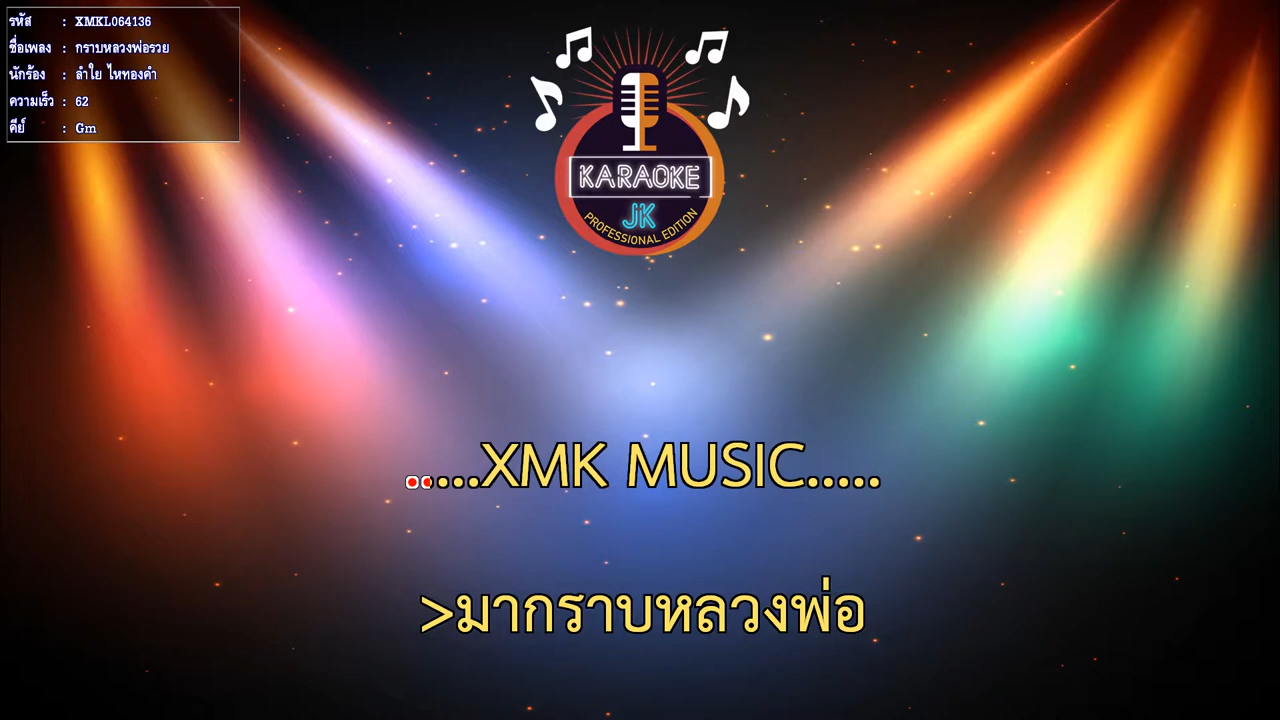 รหัส : XMKL064136
ชื่อเพลง : กราบหลวงพ่อรวย
นักร้อง : ลำใย ไหทองคำ
ความเร็ว : 62
คีย์ : Gm
KARAOKE
JK
PROFESSIONAL EDITION
.....XMK MUSIC.....
>มากราบหลวงพ่อ